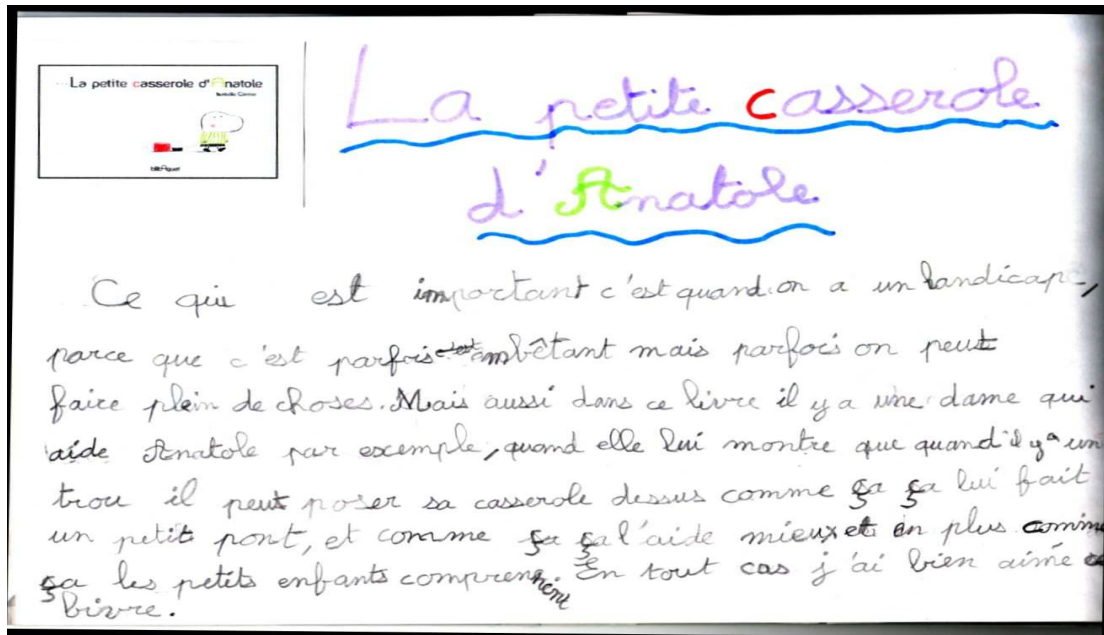 La petite casserole d'Anatole
Isabelle Carrier
La petite casserole
d'Anatole
Ce qui est important c'est quand on a un handicap,
parce que c'est parfois embêtant mais parfois on peut
faire plein de choses. Mais aussi dans ce livre il y a une dame qui
aide Anatole par exemple, quand elle lui montre que quand il y a un
trou il peut poser sa casserole dessus comme ça ça lui fait
un petit pont, et comme ça ça l'aide mieux et en plus comme
ça les petits enfants comprennent. En tout cas j'ai bien aimé ce
livre.